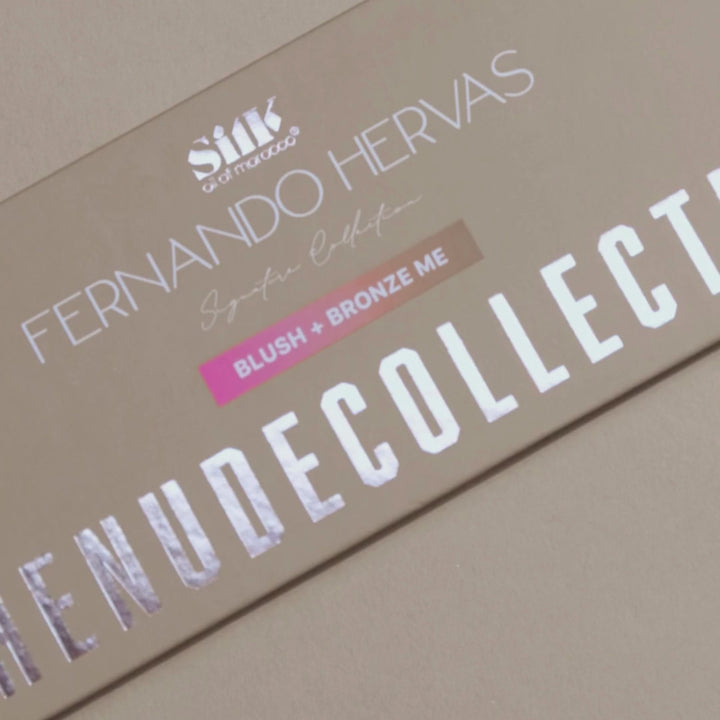 Silk
oil of morocco®
FERNANDO HERVAS
Signature Collection
BLUSH + BRONZE ME
HENUDECOLLECT